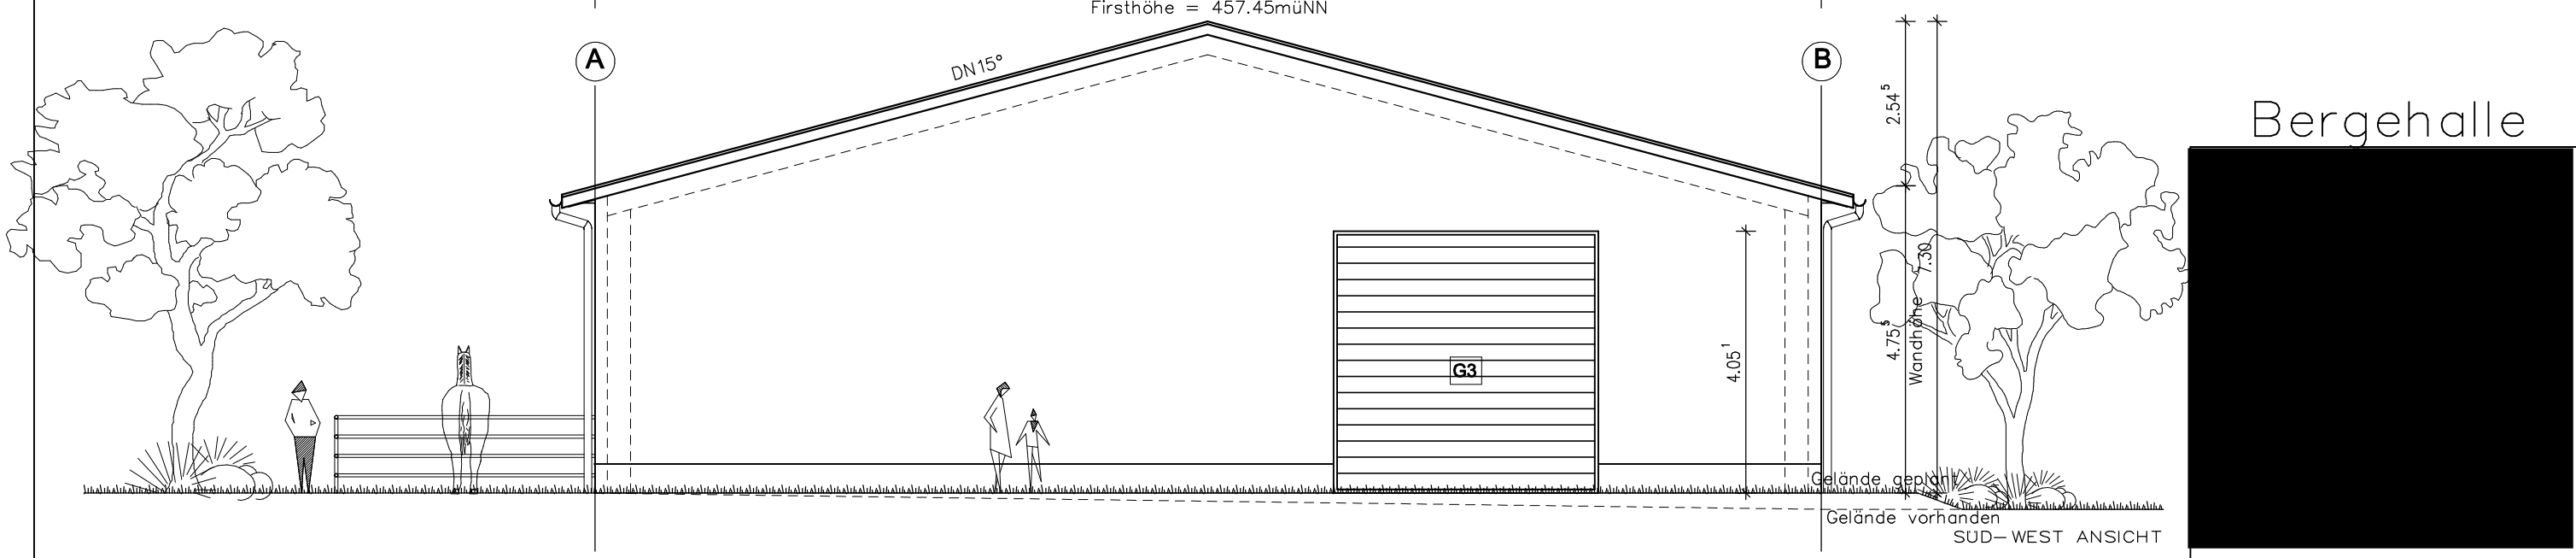 Firsthöhe = 457.45müNN
A
B
DN15°
2.54⁵
Bergehalle
7.30
Wandhöhe
4.75⁵
4.05¹
G3
Gelände geplant
Gelände vorhanden
SÜD-WEST ANSICHT